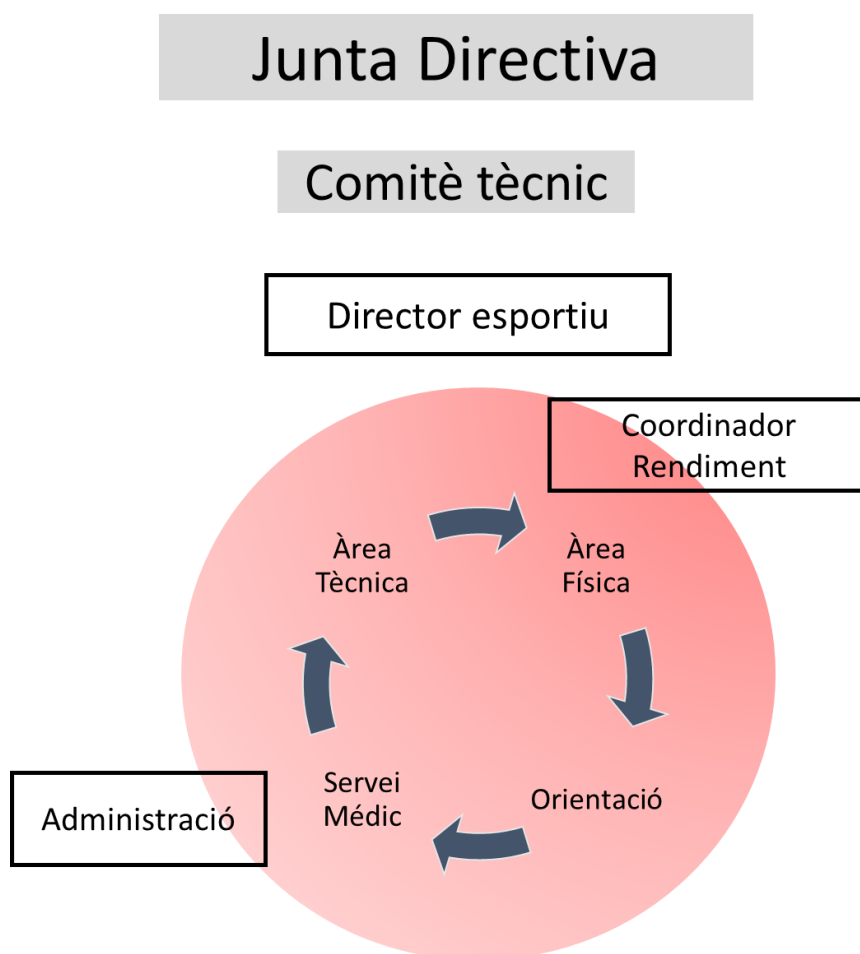 Junta Directiva
Comitè tècnic
Director esportiu
Coordinador
Rendiment
Àrea
Tècnica
Àrea
Física
Orientació
Servei
Médic
Administració